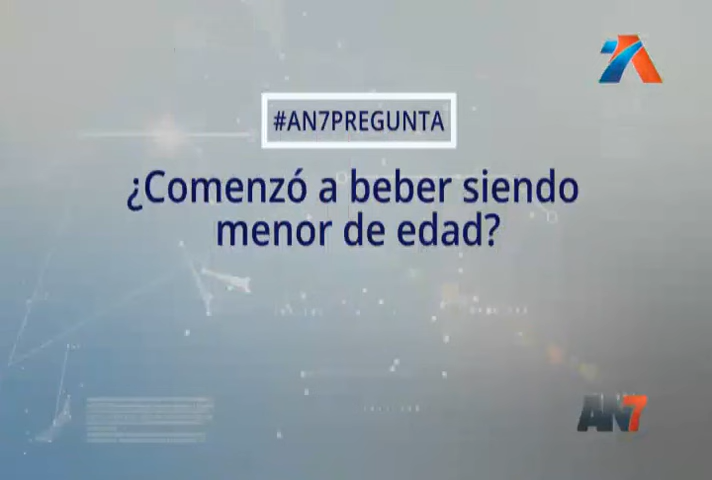 #AN7PREGUNTA
¿Comenzó a beber siendo
menor de edad?
AN7